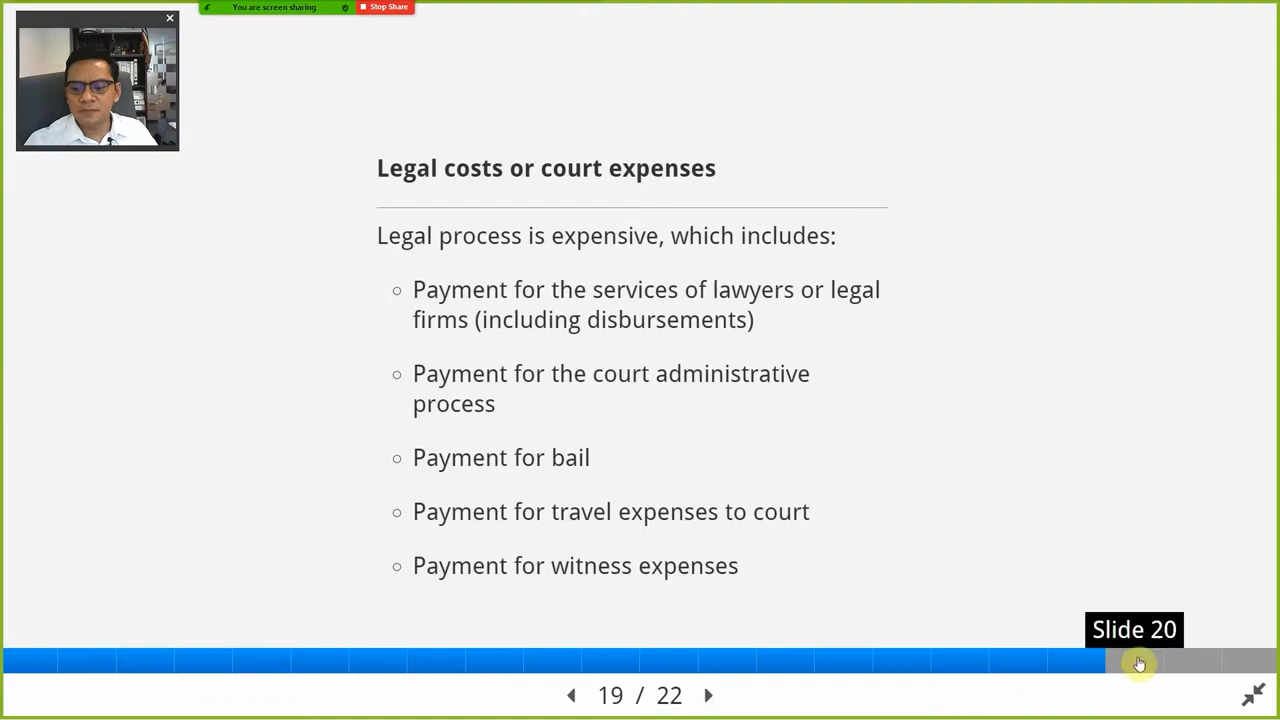 You are screen sharing
Stop Share
Legal costs or court expenses
Legal process is expensive, which includes:
Payment for the services of lawyers or legal
firms (including disbursements)
Payment for the court administrative
process
Payment for bail
Payment for travel expenses to court
Payment for witness expenses
Slide 20
19 / 22